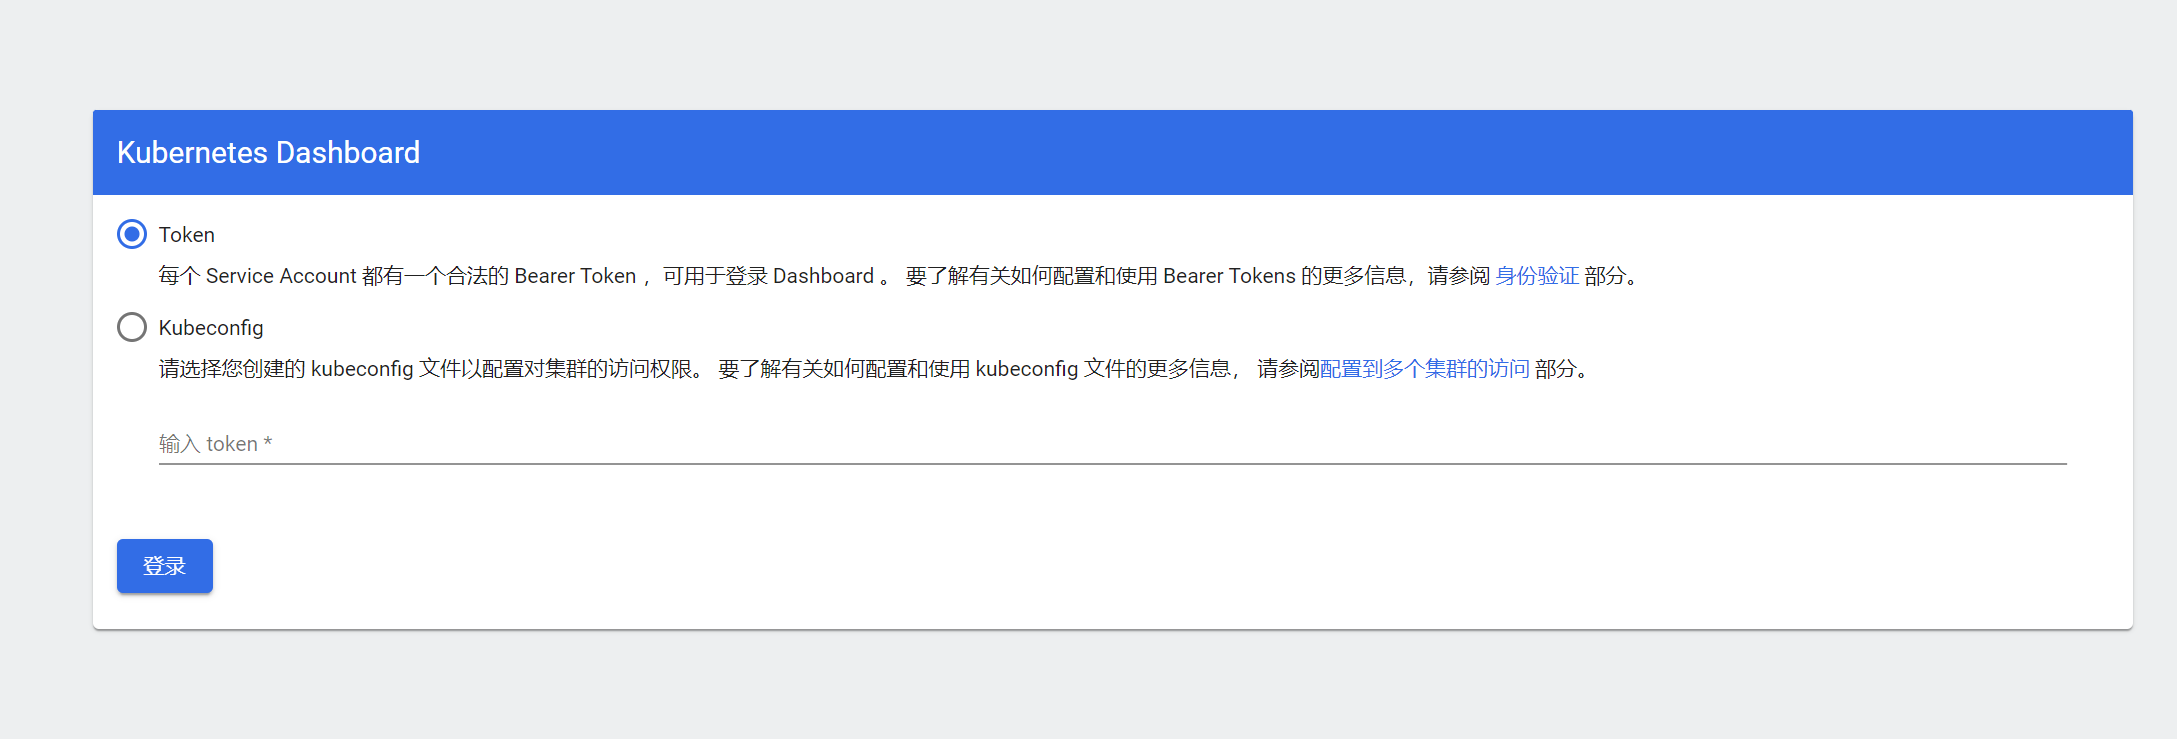 Kubernetes Dashboard
Token
每个 Service Account 都有一个合法的 Bearer Token ，可用于登录 Dashboard 。 要了解有关如何配置和使用 Bearer Tokens 的更多信息，请参阅 身份验证 部分。
Kubeconfig
请选择您创建的 kubeconfig 文件以配置对集群的访问权限。 要了解有关如何配置和使用 kubeconfig 文件的更多信息， 请参阅配置到多个集群的访问 部分。
输入 token *
登录